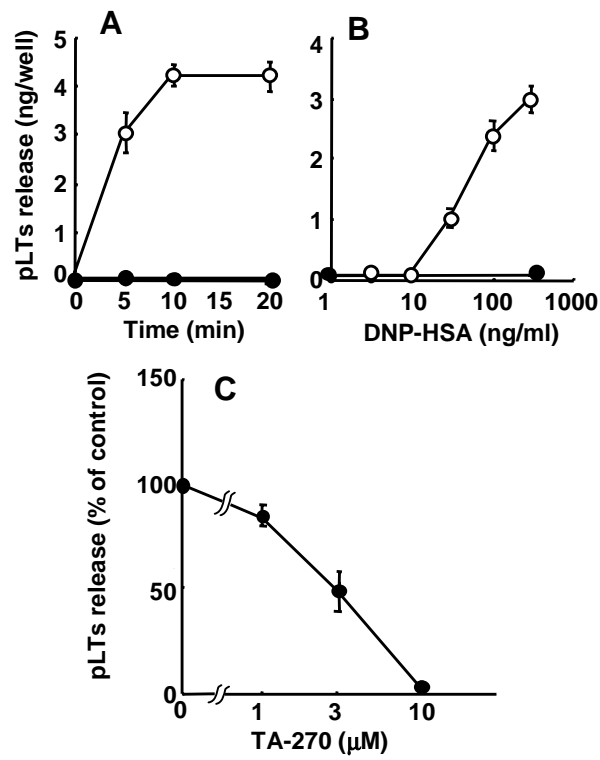 A
B
pLTs release (ng/well)
5
4
3
2
1
0
0 5 10 15 20
Time (min)
4
3
2
1
0
1 10 100 1000
DNP-HSA (ng/ml)
C
pLTs release (% of control)
150
100
50
0
0 1 3 10
TA-270 (μM)